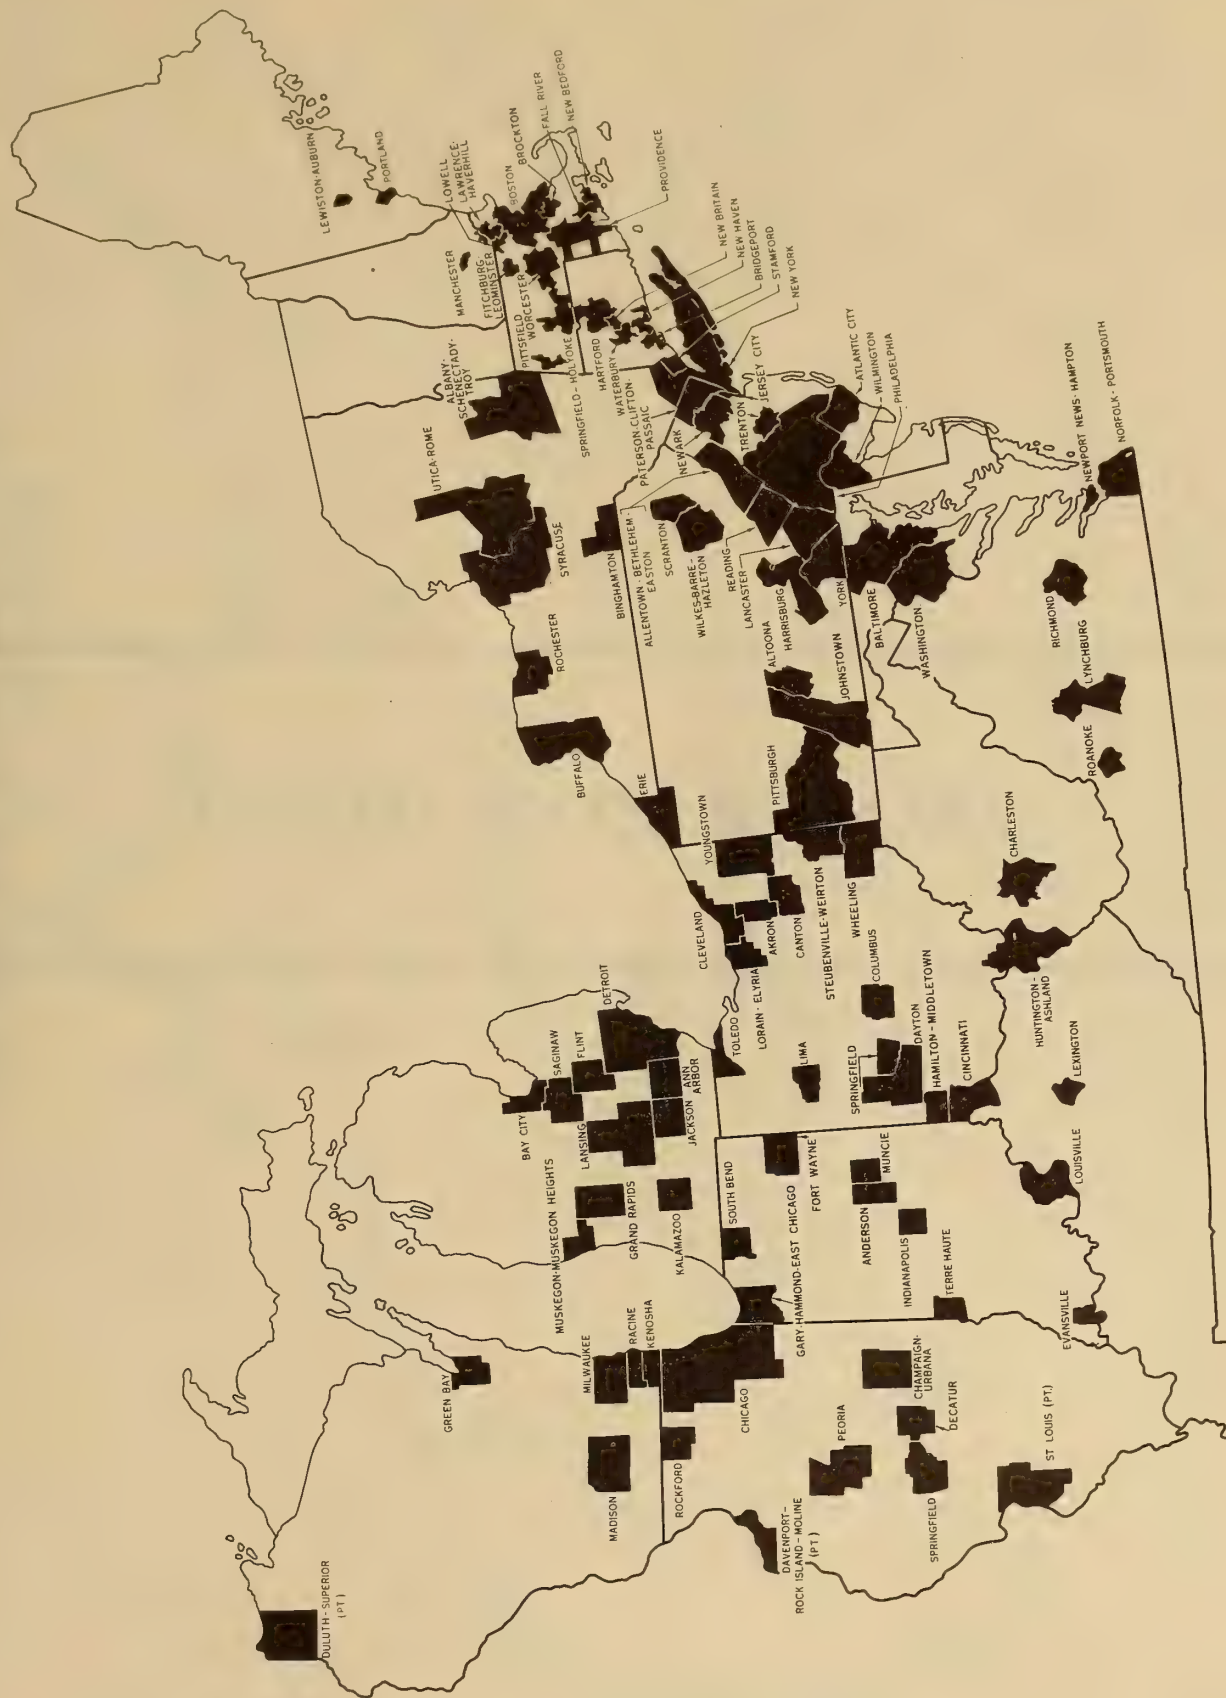 DULUTH - SUPERIOR
(PT)
GREEN BAY
MADISON
MILWAUKEE
RACINE
KENOSHA
ROCKFORD
CHICAGO
DAVENPORT-
ROCK ISLAND-MOLINE
(PT)
PEORIA
SPRINGFIELD
DECATUR
CHAMPAIGN-
URBANA
ST LOUIS (PT.)
MUSKEGON-MUSKEGON HEIGHTS
GRAND RAPIDS
KALAMAZOO
LANSING
BAY CITY
SAGINAW
FLINT
DETROIT
JACKSON
ANN
ARBOR
SOUTH BEND
GARY-HAMMOND-EAST CHICAGO
FORT WAYNE
ANDERSON
MUNCIE
INDIANAPOLIS
TERRE HAUTE
EVANSVILLE
LOUISVILLE
LEXINGTON
TOLEDO
LIMA
LORAIN - ELYRIA
CLEVELAND
AKRON
CANTON
YOUNGSTOWN
STEUBENVILLE-WEIRTON
WHEELING
COLUMBUS
SPRINGFIELD
DAYTON
HAMILTON-MIDDLETOWN
CINCINNATI
HUNTINGTON-
ASHLAND
CHARLESTON
ERIE
PITTSBURGH
JOHNSTOWN
ALTOONA
HARRISBURG
YORK
LANCASTER
READING
WILKES-BARRE-
HAZLETON
SCRANTON
ALLENTOWN-BETHLEHEM-
EASTON
BUFFALO
ROCHESTER
SYRACUSE
UTICA-ROME
BINGHAMTON
ALBANY-
SCHENECTADY-
TROY
BALTIMORE
WASHINGTON
RICHMOND
LYNCHBURG
ROANOKE
NEWPORT NEWS-HAMPTON
NORFOLK-PORTSMOUTH
PHILADELPHIA
WILMINGTON
ATLANTIC CITY
TRENTON
JERSEY CITY
NEWARK
PATERSON-CLIFTON-
PASSAIC
NEW YORK
STAMFORD
BRIDGEPORT
NEW HAVEN
NEW BRITAIN
WATERBURY
HARTFORD
SPRINGFIELD-HOLYOKE
PITTSFIELD
WORCESTER
FITCHBURG-
LEOMINSTER
MANCHESTER
LOWELL
LAWRENCE-
HAVERHILL
BOSTON
BROCKTON
FALL RIVER
NEW BEDFORD
PROVIDENCE
LEWISTON-AUBURN
PORTLAND